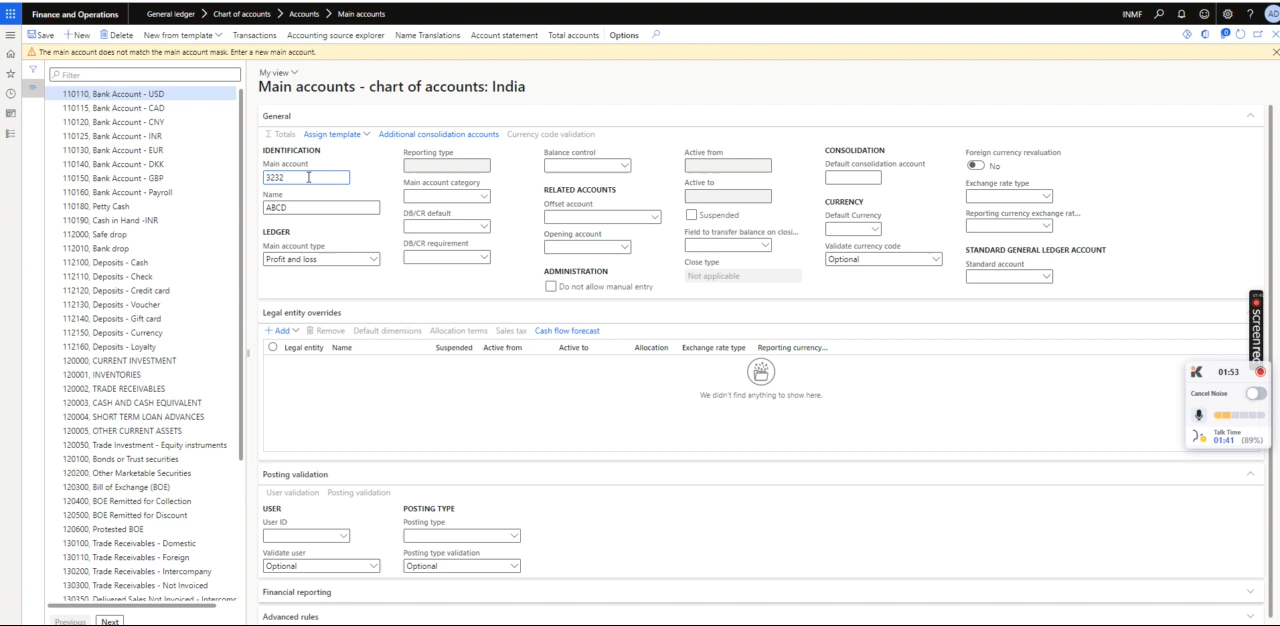 Finance and Operations
General ledger
Chart of accounts
Accounts
Main accounts
INMF
?
AD
Save
New
Delete
New from template
Transactions
Accounting source explorer
Name Translations
Account statement
Total accounts
Options
0
The main account does not match the main account mask. Enter a new main account.
Filter
110110, Bank Account - USD
110115, Bank Account - CAD
110120, Bank Account - CNY
110125, Bank Account - INR
110130, Bank Account - EUR
110140, Bank Account - DKK
110150, Bank Account - GBP
110160, Bank Account - Payroll
110180, Petty Cash
110190, Cash in Hand -INR
112000, Safe drop
112010, Bank drop
112100, Deposits - Cash
112110, Deposits - Check
112120, Deposits - Credit card
112130, Deposits - Voucher
112140, Deposits - Gift card
112150, Deposits - Currency
112160, Deposits - Loyalty
120000, CURRENT INVESTMENT
120001, INVENTORIES
120002, TRADE RECEIVABLES
120003, CASH AND CASH EQUIVALENT
120004, SHORT TERM LOAN ADVANCES
120005, OTHER CURRENT ASSETS
120050, Trade Investment - Equity instruments
120100, Bonds or Trust securities
120200, Other Marketable Securities
120300, Bill of Exchange (BOE)
120400, BOE Remitted for Collection
120500, BOE Remitted for Discount
120600, Protested BOE
130100, Trade Receivables - Domestic
130110, Trade Receivables - Foreign
130200, Trade Receivables - Intercompany
130300, Trade Receivables - Not Invoiced
130350, Delivered Sales Not Invoiced - Intercomp
Previous
Next
My view
Main accounts - chart of accounts: India
General
Σ Totals
Assign template
Additional consolidation accounts
Currency code validation
IDENTIFICATION
Main account
3232
Name
ABCD
LEDGER
Main account type
Profit and loss
Reporting type
Main account category
DB/CR default
DB/CR requirement
Balance control
RELATED ACCOUNTS
Offset account
Opening account
ADMINISTRATION
Do not allow manual entry
Active from
Active to
Suspended
Field to transfer balance on closi...
Close type
Not applicable
CONSOLIDATION
Default consolidation account
CURRENCY
Default Currency
Validate currency code
Optional
Foreign currency revaluation
No
Exchange rate type
Reporting currency exchange rat...
STANDARD GENERAL LEDGER ACCOUNT
Standard account
Legal entity overrides
Add
Remove
Default dimensions
Allocation terms
Sales tax
Cash flow forecast
Legal entity
Name
Suspended
Active from
Active to
Allocation
Exchange rate type
Reporting currency...
We didn't find anything to show here.
Posting validation
User validation
Posting validation
USER
User ID
Validate user
Optional
POSTING TYPE
Posting type
Posting type validation
Optional
Financial reporting
Advanced rules
screenrec
01:53
Cancel Noise
Talk Time
01:41 (89%)